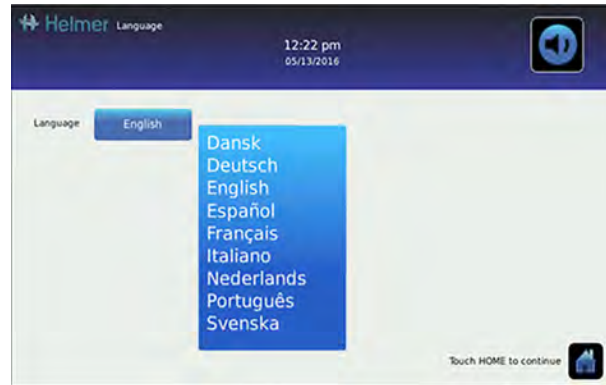 Helmer Language
12:22 pm
05/13/2016
Language English
Dansk
Deutsch
English
Español
Français
Italiano
Nederlands
Português
Svenska
Touch HOME to continue